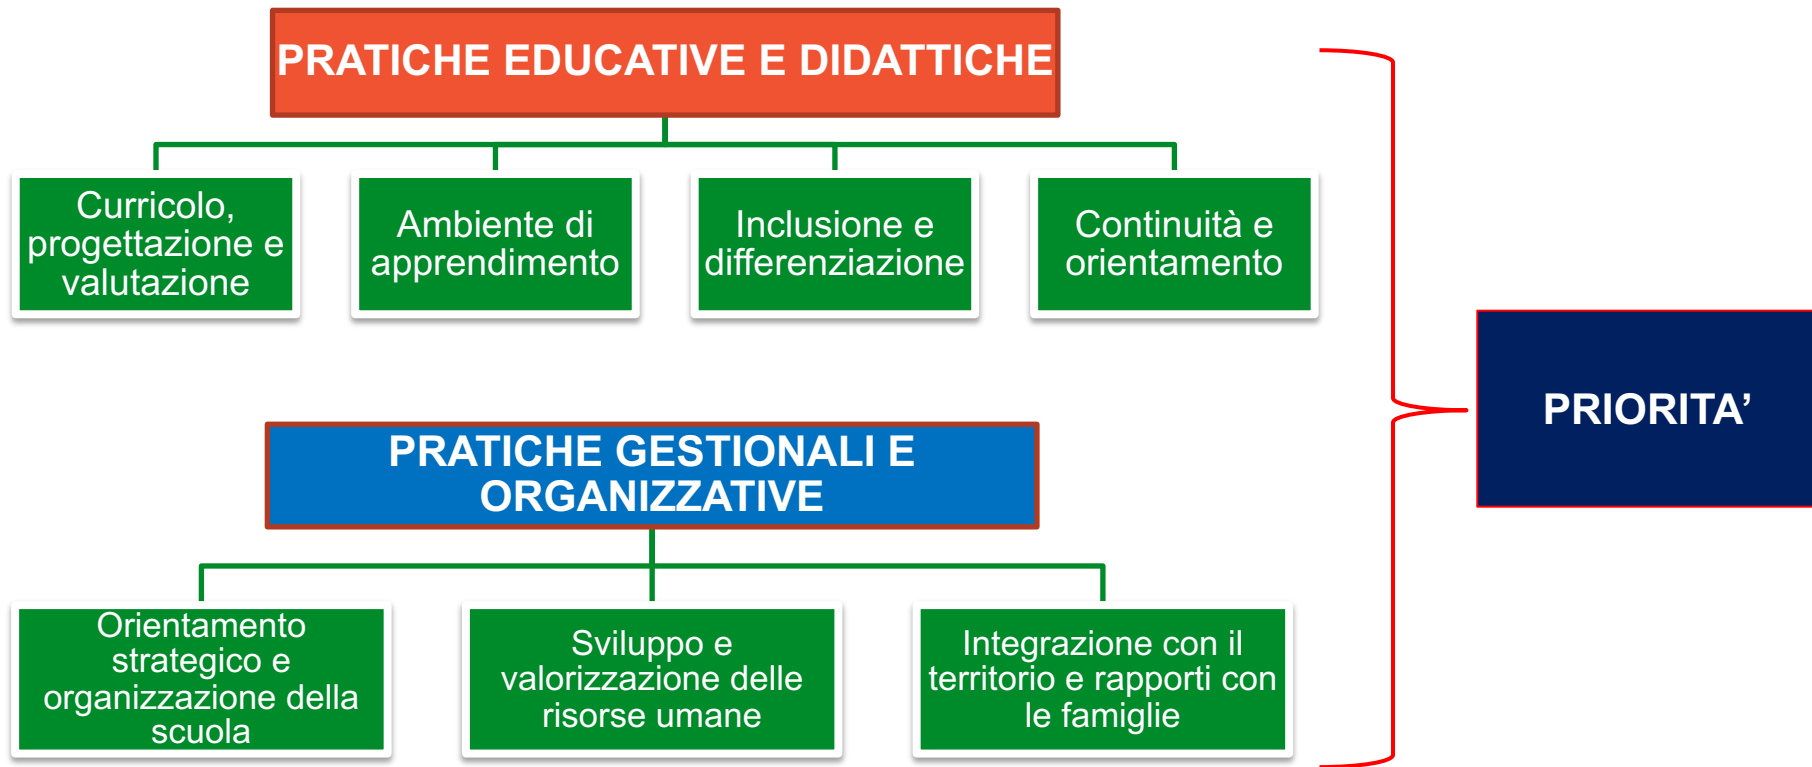 PRATICHE EDUCATIVE E DIDATTICHE
Curricolo,
progettazione e
valutazione
Ambiente di
apprendimento
Inclusione e
differenziazione
Continuità e
orientamento
PRIORITA’
PRATICHE GESTIONALI E
ORGANIZZATIVE
Orientamento
strategico e
organizzazione della
scuola
Sviluppo e
valorizzazione delle
risorse umane
Integrazione con il
territorio e rapporti con
le famiglie